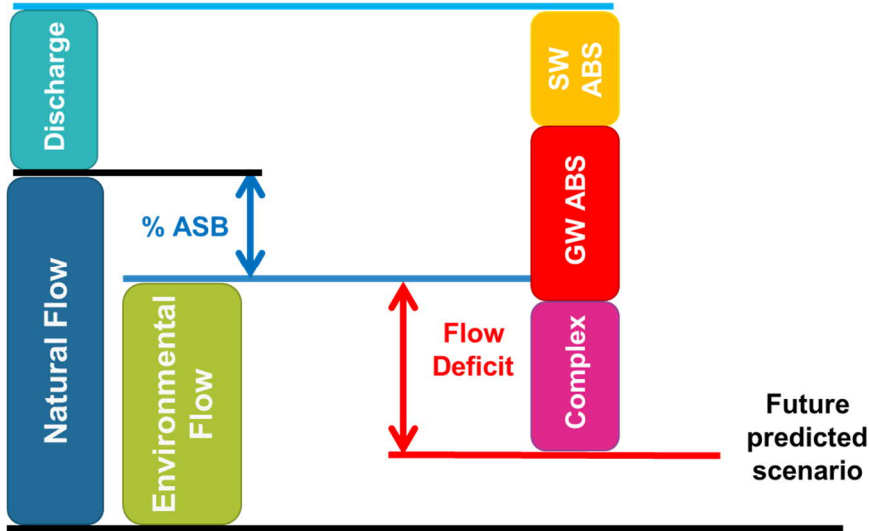 Discharge
Natural Flow
% ASB
Environmental
Flow
Flow
Deficit
SW
ABS
GW ABS
Complex
Future
predicted
scenario